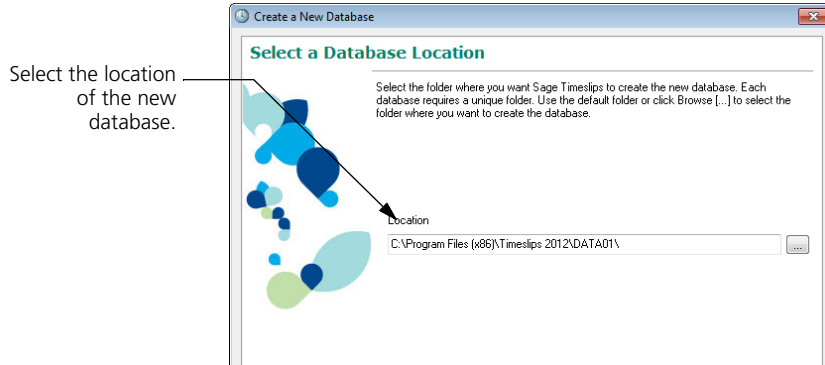 Create a New Database
Select a Database Location
Select the location
of the new
database.
Select the folder where you want Sage Timeslips to create the new database. Each
database requires a unique folder. Use the default folder or click Browse [...] to select the
folder where you want to create the database.
Location
C:\Program Files (x86)\Timeslips 2012\DATA01\
...